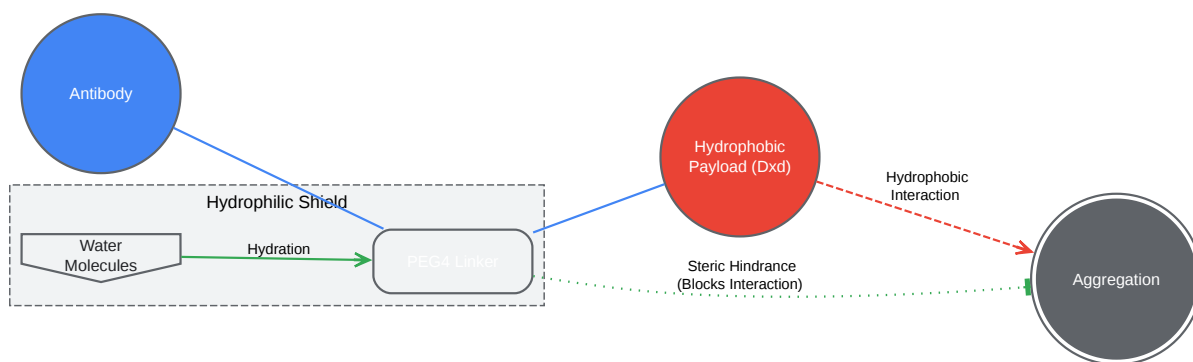 Antibody
Hydrophobic
Payload (Dxd)
Hydrophobic
Interaction
Hydrophilic Shield
Water
Molecules
Hydration
PEG4 Linker
Steric Hindrance
(Blocks Interaction)
Aggregation